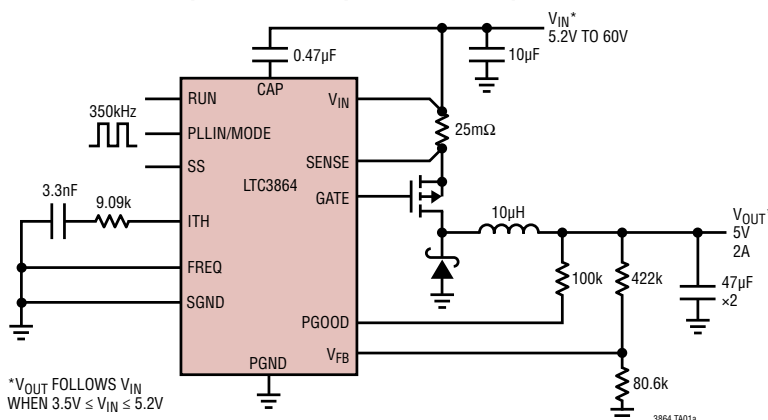 V_IN*
5.2V TO 60V
0.47µF
10µF
CAP
350kHz
RUN
V_IN
PLLIN/MODE
25mΩ
SS
SENSE
LTC3864
3.3nF
9.09k
GATE
ITH
10µH
V_OUT*
5V
2A
FREQ
100k
422k
47µF
×2
SGND
PGOOD
V_FB
PGND
80.6k
*V_OUT FOLLOWS V_IN
WHEN 3.5V ≤ V_IN ≤ 5.2V
3864 TA01a